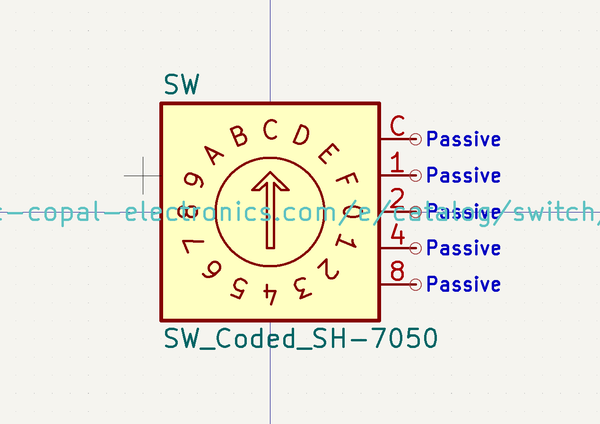 SW
C Passive
1 Passive
2 Passive
4 Passive
8 Passive
0 1 2 3 4 5 6 7 8 9 A B C D E F
-copal-electronics.com/e/catalog/switch/
SW_Coded_SH-7050